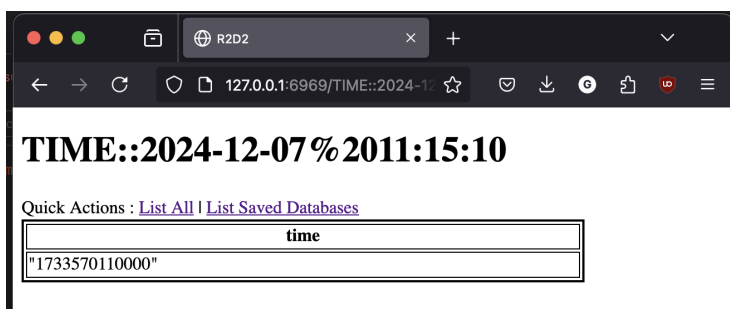 R2D2
127.0.0.1:6969/TIME::2024-12
TIME::2024-12-07%2011:15:10
Quick Actions : List All | List Saved Databases
time
"1733570110000"